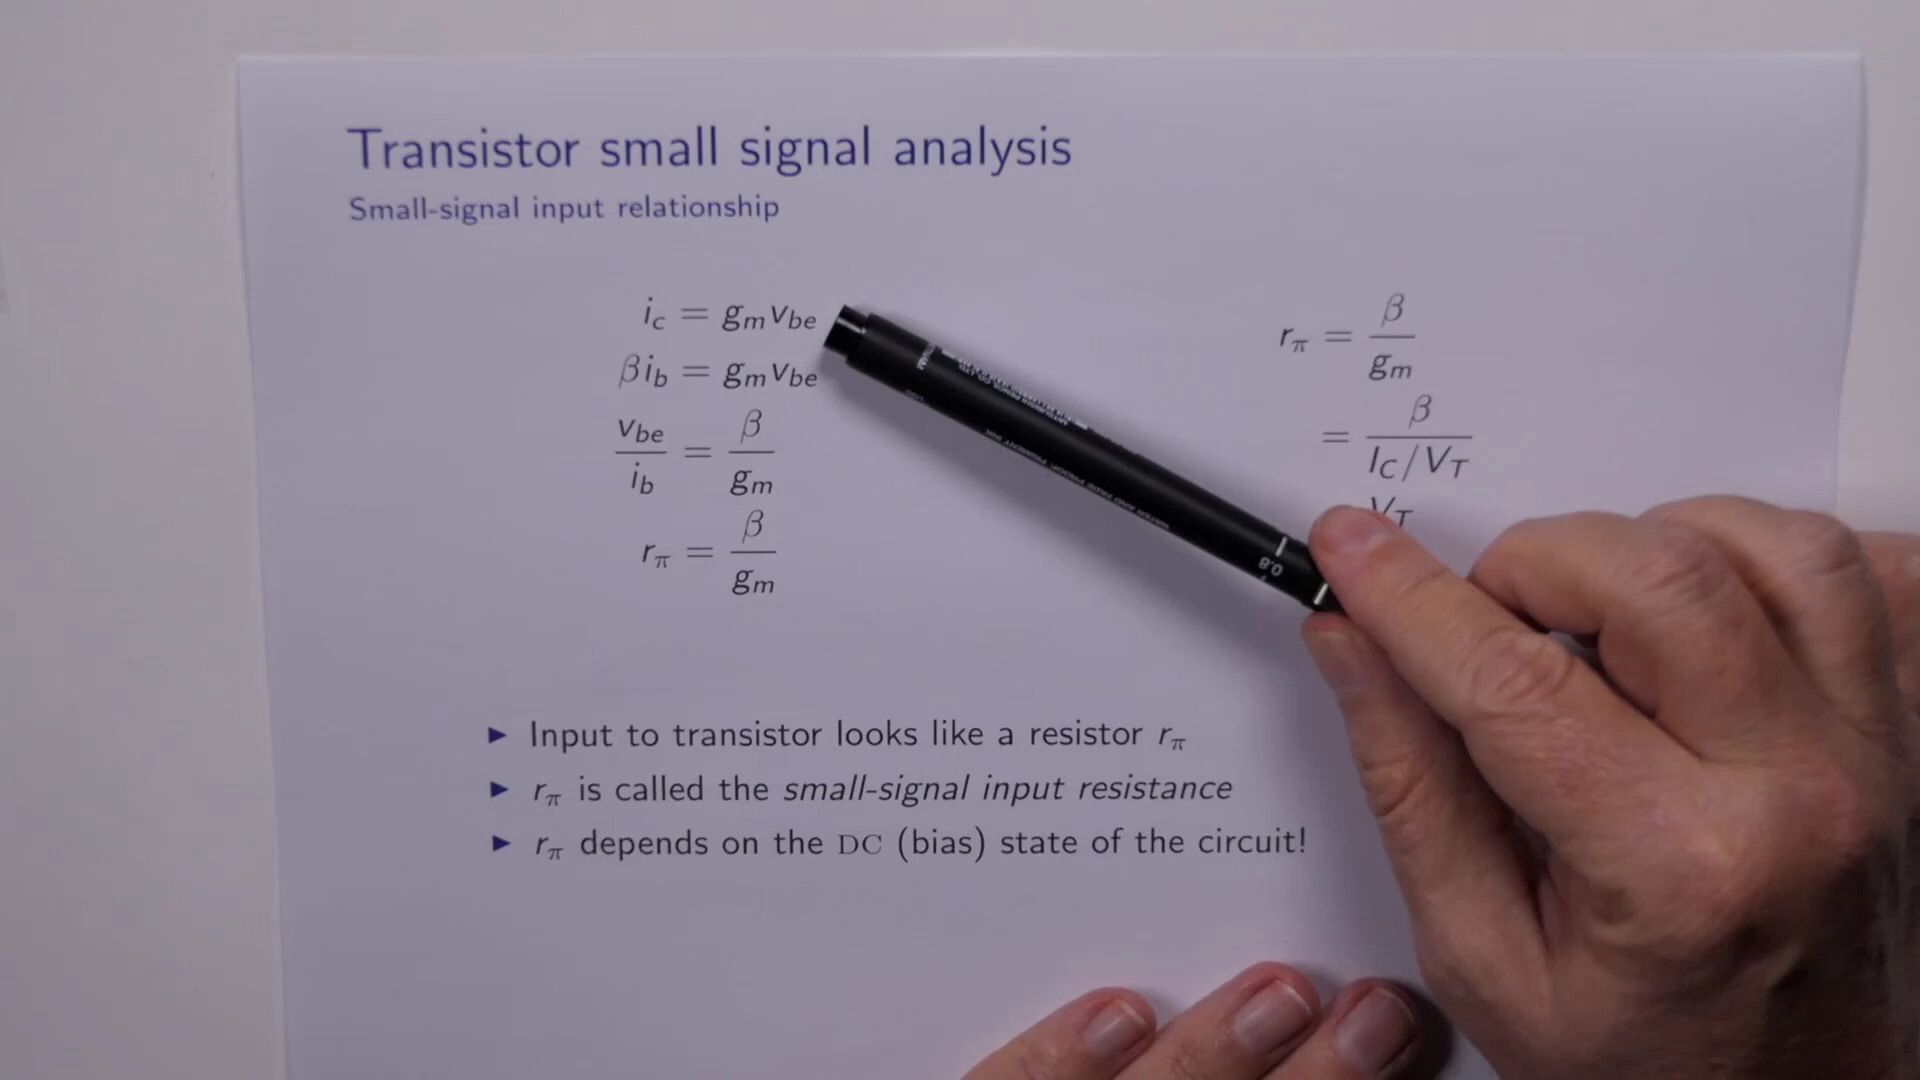 Transistor small signal analysis
Small-signal input relationship
i_c = g_m v_be
βi_b = g_m v_be
v_be / i_b = β / g_m
r_π = β / g_m
r_π = β / g_m
= β / (I_C/V_T)
V_T
0.8
► Input to transistor looks like a resistor r_π
► r_π is called the small-signal input resistance
► r_π depends on the DC (bias) state of the circuit!